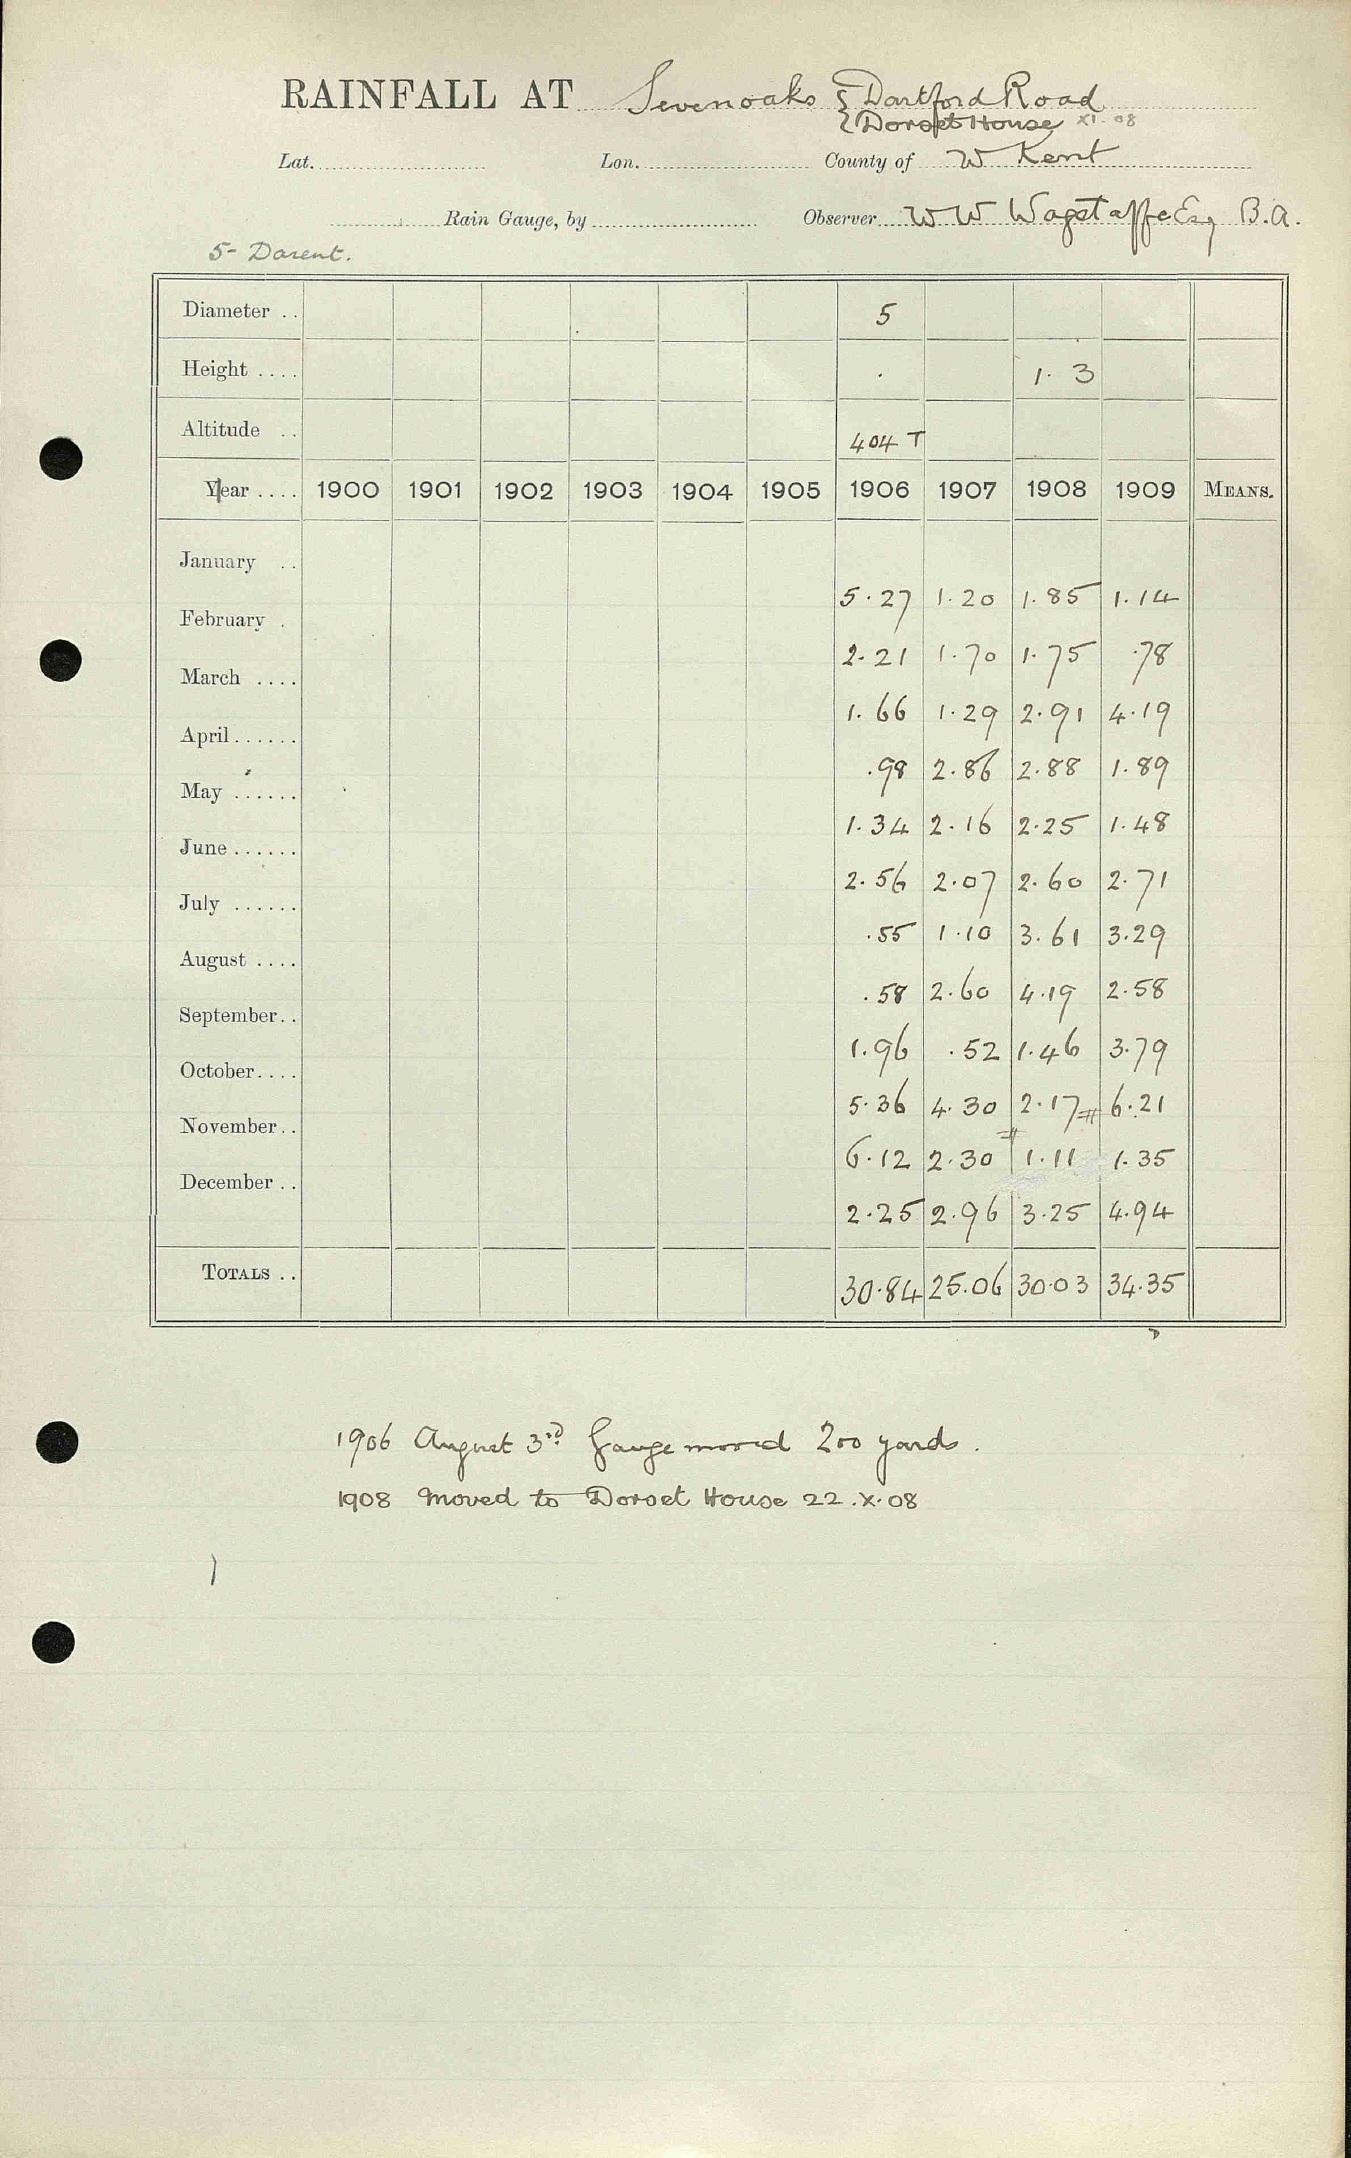 RAINFALL AT Sevenoaks { Dartford Road
{ Dorset House XI. 08
Lat. Lon. County of W Kent
Rain Gauge, by Observer W W Wagstaffe Esq B.A.
5- Darent.
Diameter .. 5
Height .... 1. 3
Altitude .. 404 T
Year .... 1900 1901 1902 1903 1904 1905 1906 1907 1908 1909 MEANS.
January .. 5.27 1.20 1.85 1.14
February . 2.21 1.70 1.75 .78
March .... 1.66 1.29 2.91 4.19
April...... .98 2.86 2.88 1.89
May ...... 1.34 2.16 2.25 1.48
June ...... 2.56 2.07 2.60 2.71
July ...... .55 1.10 3.61 3.29
August .... .58 2.60 4.19 2.58
September.. 1.96 .52 1.46 3.79
October.... 5.36 4.30 2.17# 6.21
November.. 6.12 2.30 #1.11 1.35
December .. 2.25 2.96 3.25 4.94
TOTALS .. 30.84 25.06 30.03 34.35
1906 August 3rd Gauge moved 200 yards.
1908 moved to Dorset House 22.X.08